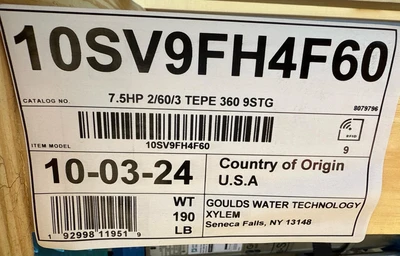 10SV9FH4F60
CATALOG NO. 7.5HP 2/60/3 TEPE 360 9STG 8079796
ITEM MODEL 10SV9FH4F60 9
10-03-24
Country of Origin
U.S.A
WT
190
LB
GOULDS WATER TECHNOLOGY
XYLEM
Seneca Falls, NY 13148
1 92998 11951 9